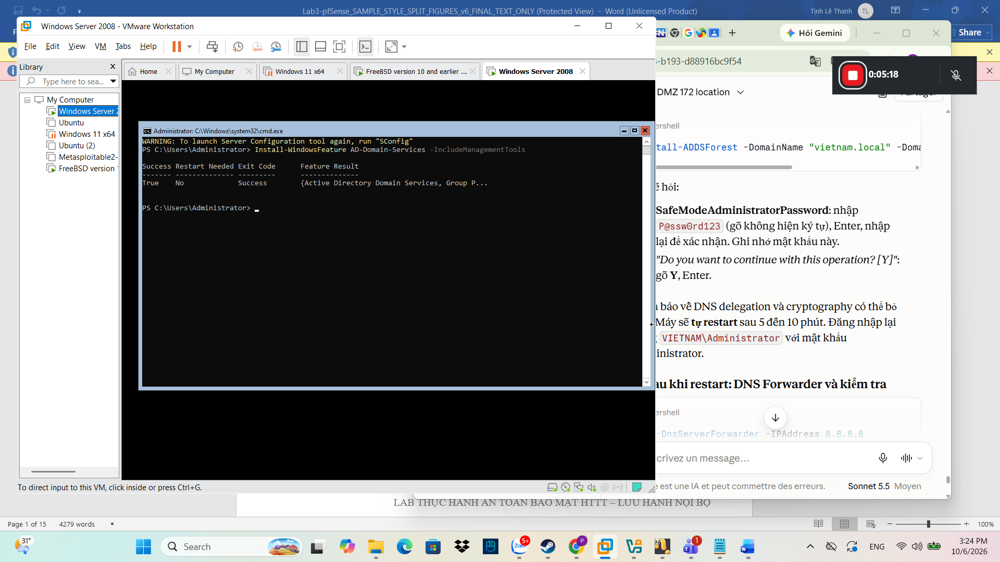 Lab3-pfSense_SAMPLE_STYLE_SPLIT_FIGURES_v6_FINAL_TEXT_ONLY (Protected View) - Word (Unlicensed Product)
Tịnh Lê Thanh
TL
Share
Windows Server 2008 - VMware Workstation
File Edit View VM Tabs Help
Hỏi Gemini
-b193-d88916bc9f54
0:05:18
Library
Type here to sea...
Home
My Computer
Windows 11 x64
FreeBSD version 10 and earlier ...
Windows Server 2008
My Computer
Windows Server 2
Ubuntu
Windows 11 x64
Ubuntu (2)
Metasploitable2-
FreeBSD version
Administrator: C:\Windows\system32\cmd.exe
WARNING: To launch Server Configuration tool again, run "SConfig"
PS C:\Users\Administrator> Install-WindowsFeature AD-Domain-Services -IncludeManagementTools
Success Restart Needed Exit Code Feature Result
------- -------------- --------- --------------
True No Success {Active Directory Domain Services, Group P...
PS C:\Users\Administrator>
DMZ 172 location
ershell
tall-ADDSForest -DomainName "vietnam.local" -Doma
ẽ hỏi:
SafeModeAdministratorPassword: nhập
P@ssw0rd123 (gõ không hiện ký tự), Enter, nhập
lại để xác nhận. Ghi nhớ mật khẩu này.
"Do you want to continue with this operation? [Y]":
gõ Y, Enter.
báo về DNS delegation và cryptography có thể bỏ
Máy sẽ tự restart sau 5 đến 10 phút. Đăng nhập lại
VIETNAM\Administrator với mật khẩu
inistrator.
au khi restart: DNS Forwarder và kiểm tra
ershell
-DnsServerForwarder -IPAddress 8.8.8.8
crivez un message...
e est une IA et peut commettre des erreurs.
Sonnet 5.5 Moyen
To direct input to this VM, click inside or press Ctrl+G.
LAB THỰC HÀNH AN TOÀN BẢO MẬT HTTT – LƯU HÀNH NỘI BỘ
Page 1 of 15
4279 words
100%
31°
Search
5+
1
ENG
3:24 PM
10/6/2026